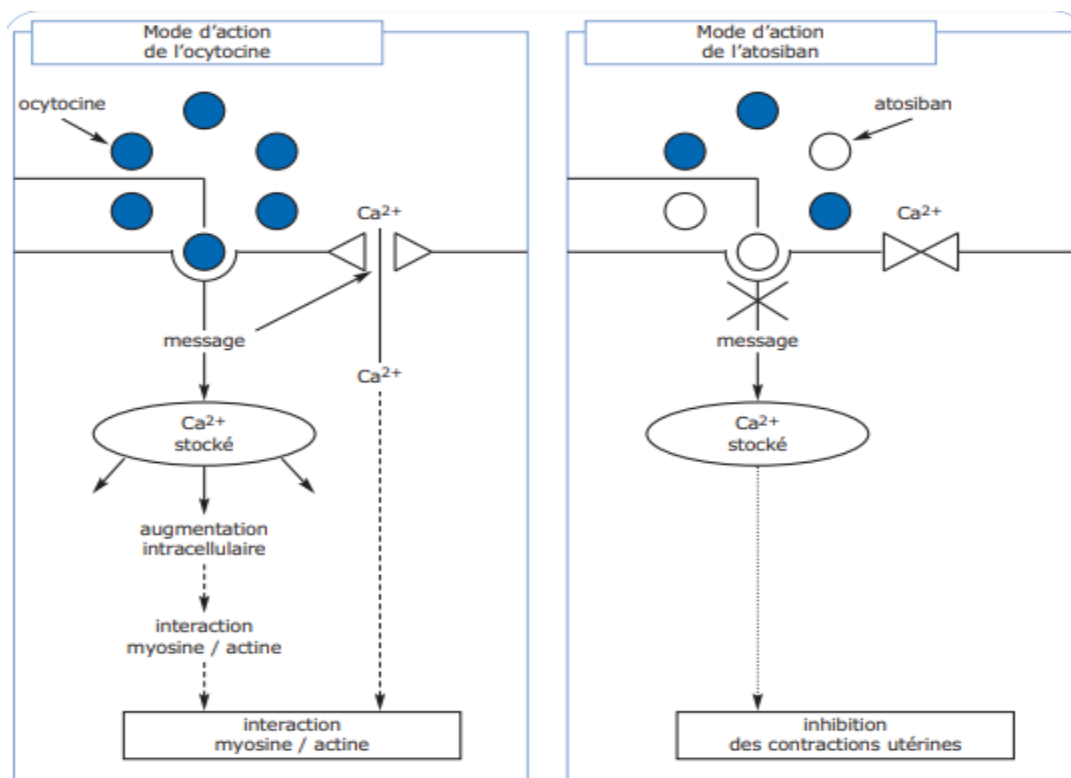 Mode d'action
de l'ocytocine
ocytocine
Ca²⁺
message
Ca²⁺
Ca²⁺
stocké
augmentation
intracellulaire
interaction
myosine / actine
interaction
myosine / actine
Mode d'action
de l'atosiban
atosiban
Ca²⁺
message
Ca²⁺
stocké
inhibition
des contractions utérines